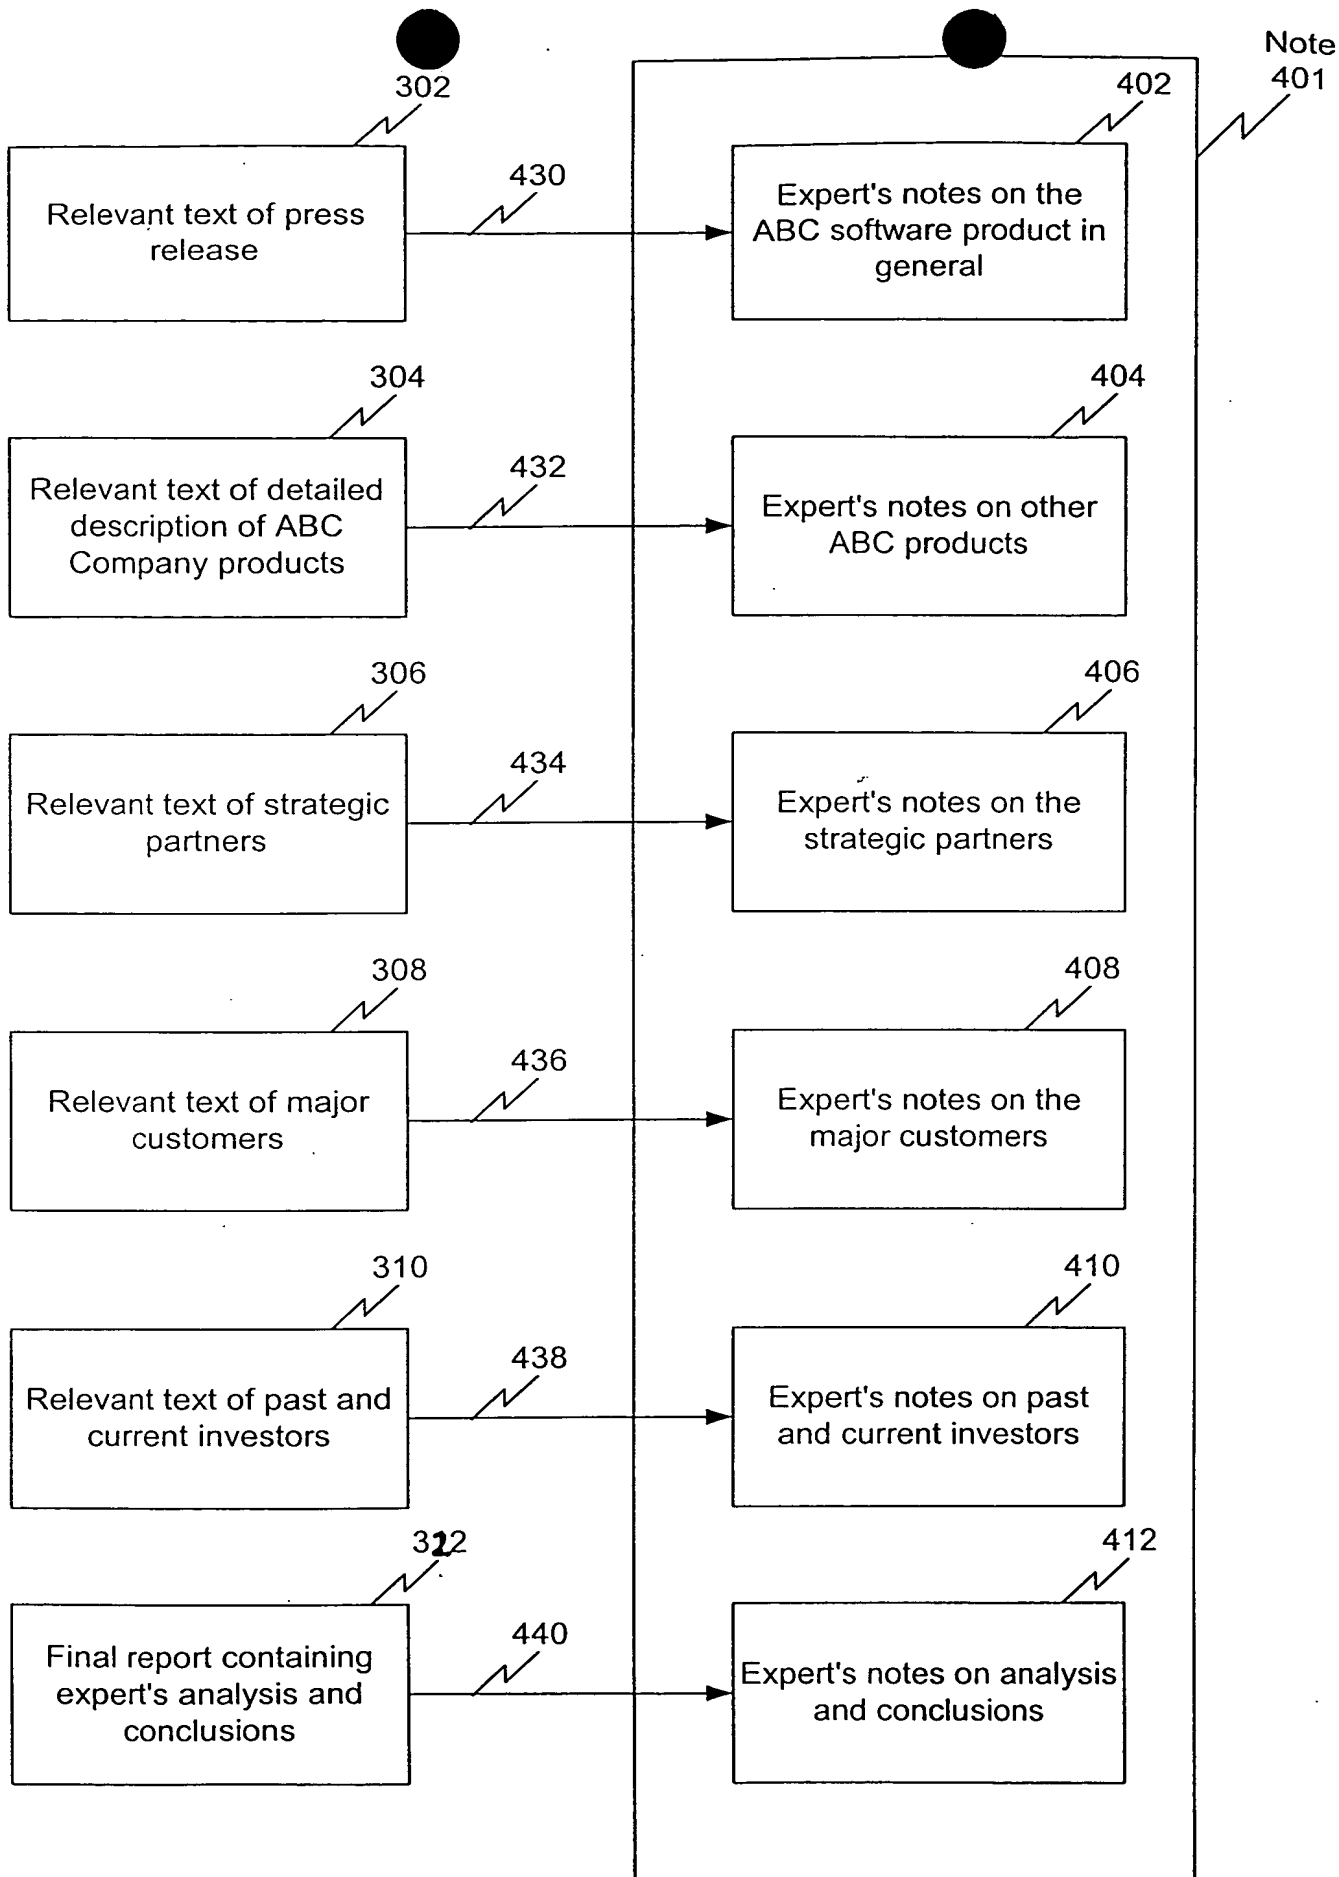 Note
401
302
402
430
Relevant text of press
release
Expert's notes on the
ABC software product in
general
304
404
432
Relevant text of detailed
description of ABC
Company products
Expert's notes on other
ABC products
306
406
434
Relevant text of strategic
partners
Expert's notes on the
strategic partners
308
408
436
Relevant text of major
customers
Expert's notes on the
major customers
310
410
438
Relevant text of past and
current investors
Expert's notes on past
and current investors
312
412
440
Final report containing
expert's analysis and
conclusions
Expert's notes on analysis
and conclusions